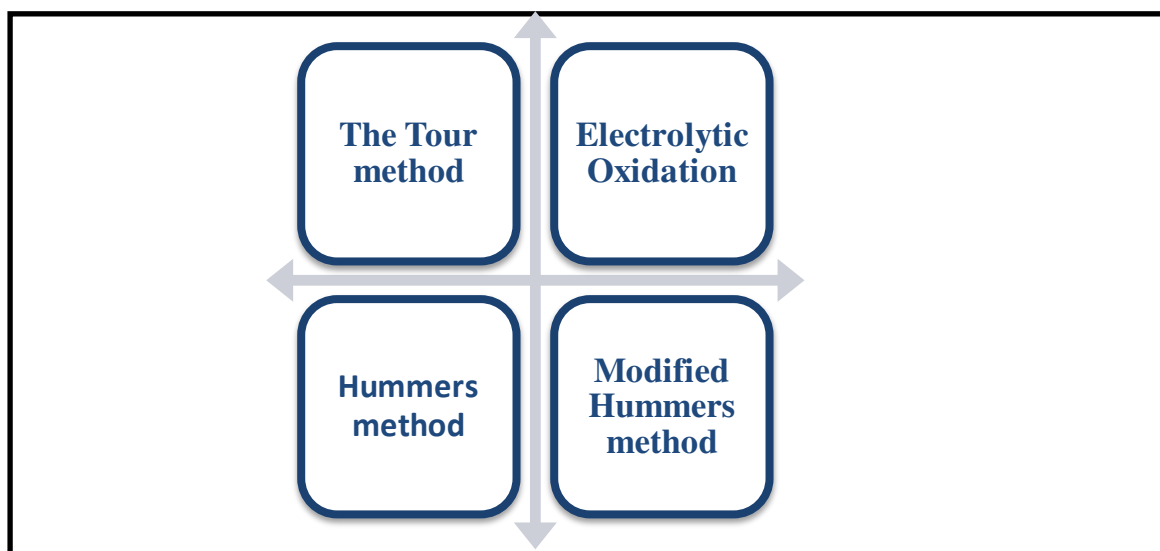 The Tour
method
Electrolytic
Oxidation
Hummers
method
Modified
Hummers
method